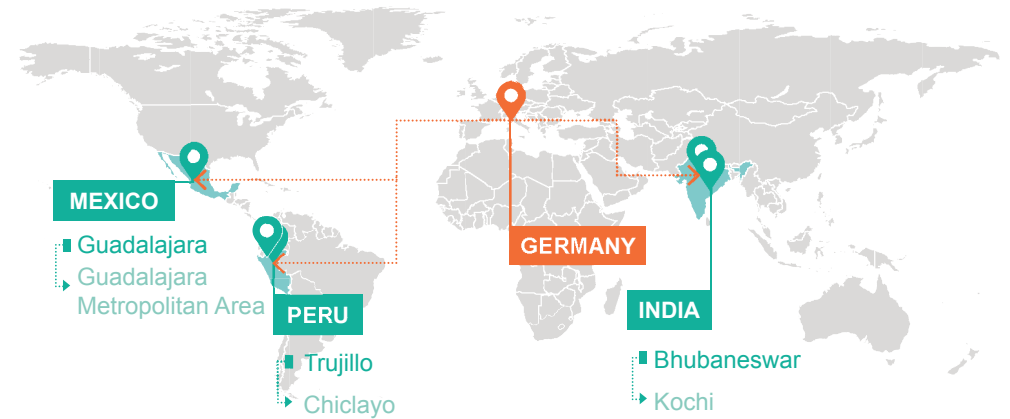 MEXICO
Guadalajara
Guadalajara
Metropolitan Area
PERU
Trujillo
Chiclayo
GERMANY
INDIA
Bhubaneswar
Kochi